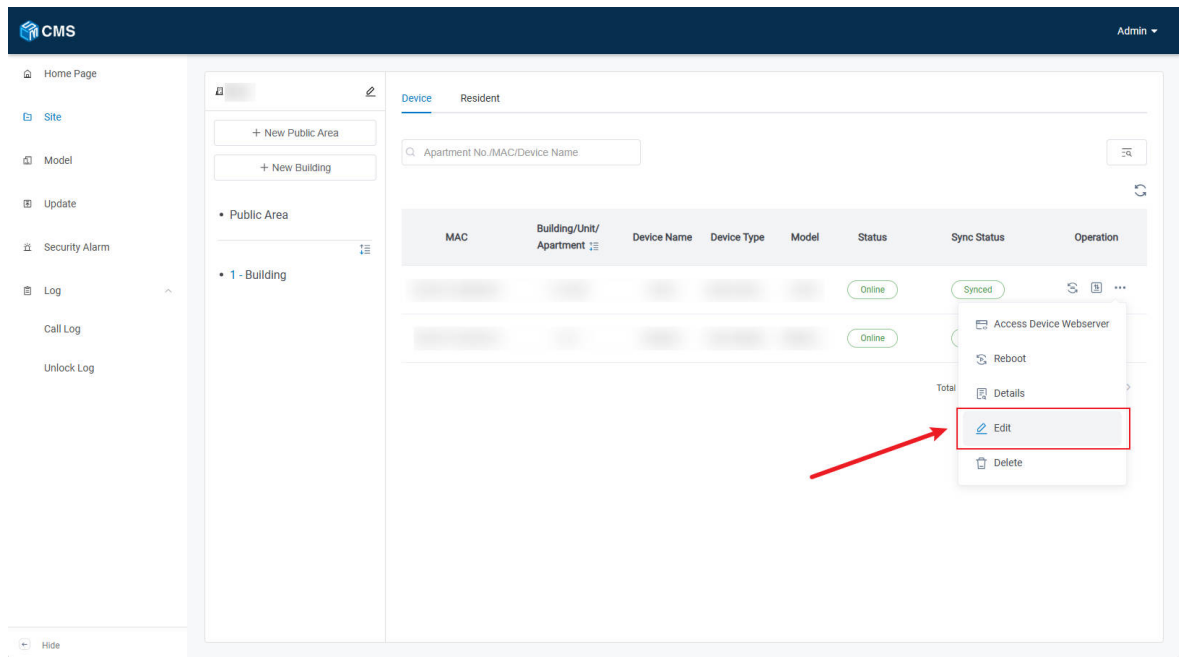 CMS
Admin
Home Page
Site
Model
Update
Security Alarm
Log
Call Log
Unlock Log
Hide
+ New Public Area
+ New Building
• Public Area
• 1 - Building
Device Resident
Apartment No./MAC/Device Name
MAC Building/Unit/ Device Name Device Type Model Status Sync Status Operation
Apartment
Online Synced
Online
Access Device Webserver
Reboot
Details
Edit
Delete
Total